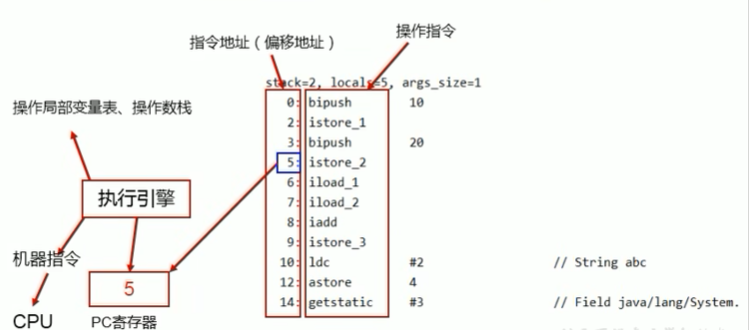 操作指令
指令地址（偏移地址）
stack=2, locals=5, args_size=1
操作局部变量表、操作数栈
0: bipush 10
2: istore_1
3: bipush 20
5: istore_2
6: iload_1
7: iload_2
8: iadd
9: istore_3
10: ldc #2 // String abc
12: astore 4
14: getstatic #3 // Field java/lang/System.
执行引擎
机器指令
5
CPU
PC寄存器